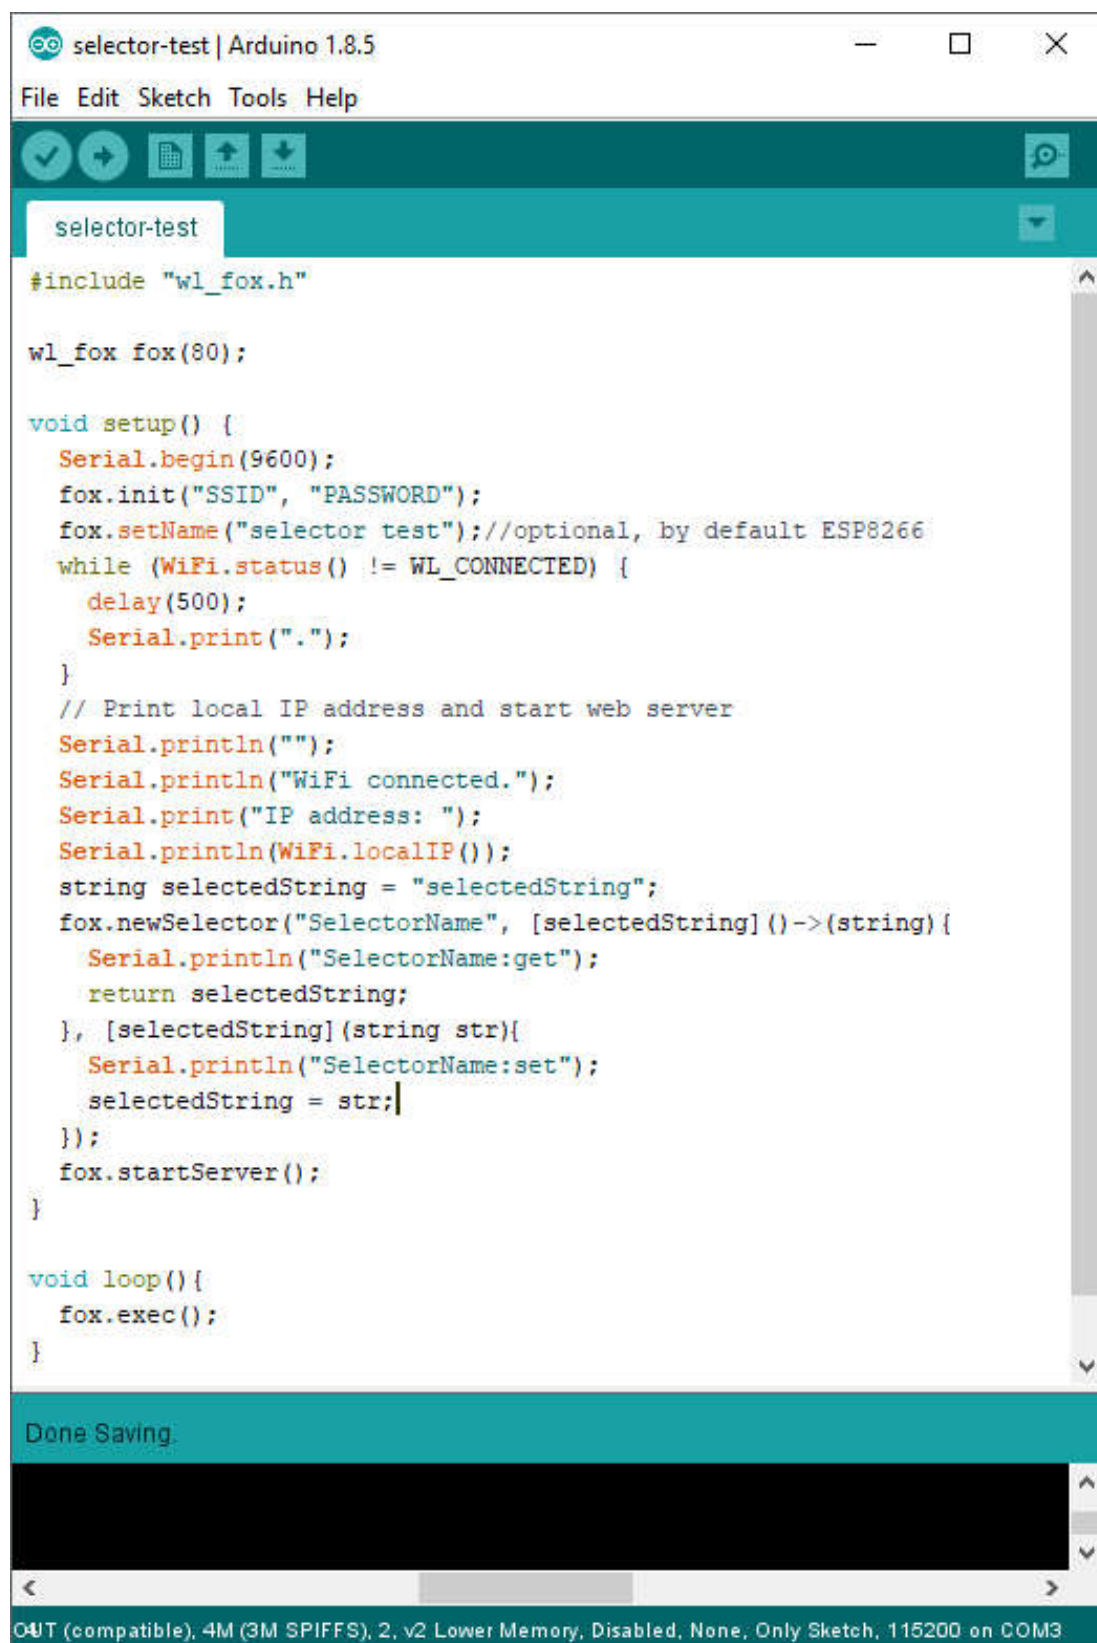 selector-test | Arduino 1.8.5
File Edit Sketch Tools Help
selector-test
#include "wl_fox.h"
wl_fox fox(80);
void setup() {
  Serial.begin(9600);
  fox.init("SSID", "PASSWORD");
  fox.setName("selector test");//optional, by default ESP8266
  while (WiFi.status() != WL_CONNECTED) {
    delay(500);
    Serial.print(".");
  }
  // Print local IP address and start web server
  Serial.println("");
  Serial.println("WiFi connected.");
  Serial.print("IP address: ");
  Serial.println(WiFi.localIP());
  string selectedString = "selectedString";
  fox.newSelector("SelectorName", [selectedString]()->(string){
    Serial.println("SelectorName:get");
    return selectedString;
  }, [selectedString](string str){
    Serial.println("SelectorName:set");
    selectedString = str;
  });
  fox.startServer();
}
void loop(){
  fox.exec();
}
Done Saving.
(compatible), 4M (3M SPIFFS), 2, v2 Lower Memory, Disabled, None, Only Sketch, 115200 on COM3